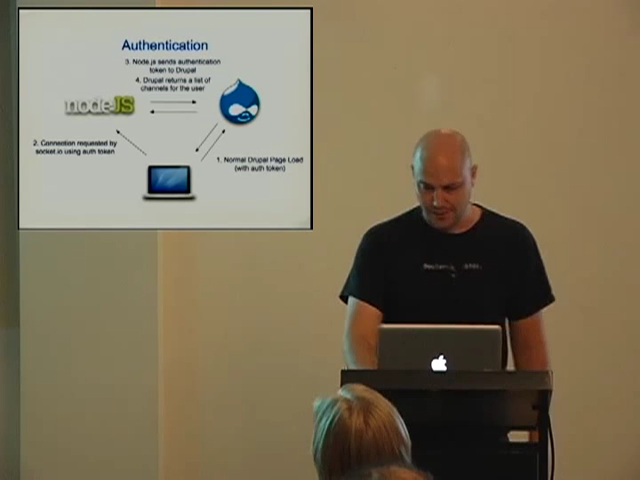 Authentication
3. Node.js sends authentication
token to Drupal
4. Drupal returns a list of
channels for the user
nodeJS
2. Connection requested by
socket.in using auth token
1. Normal Drupal Page Load
(with auth token)